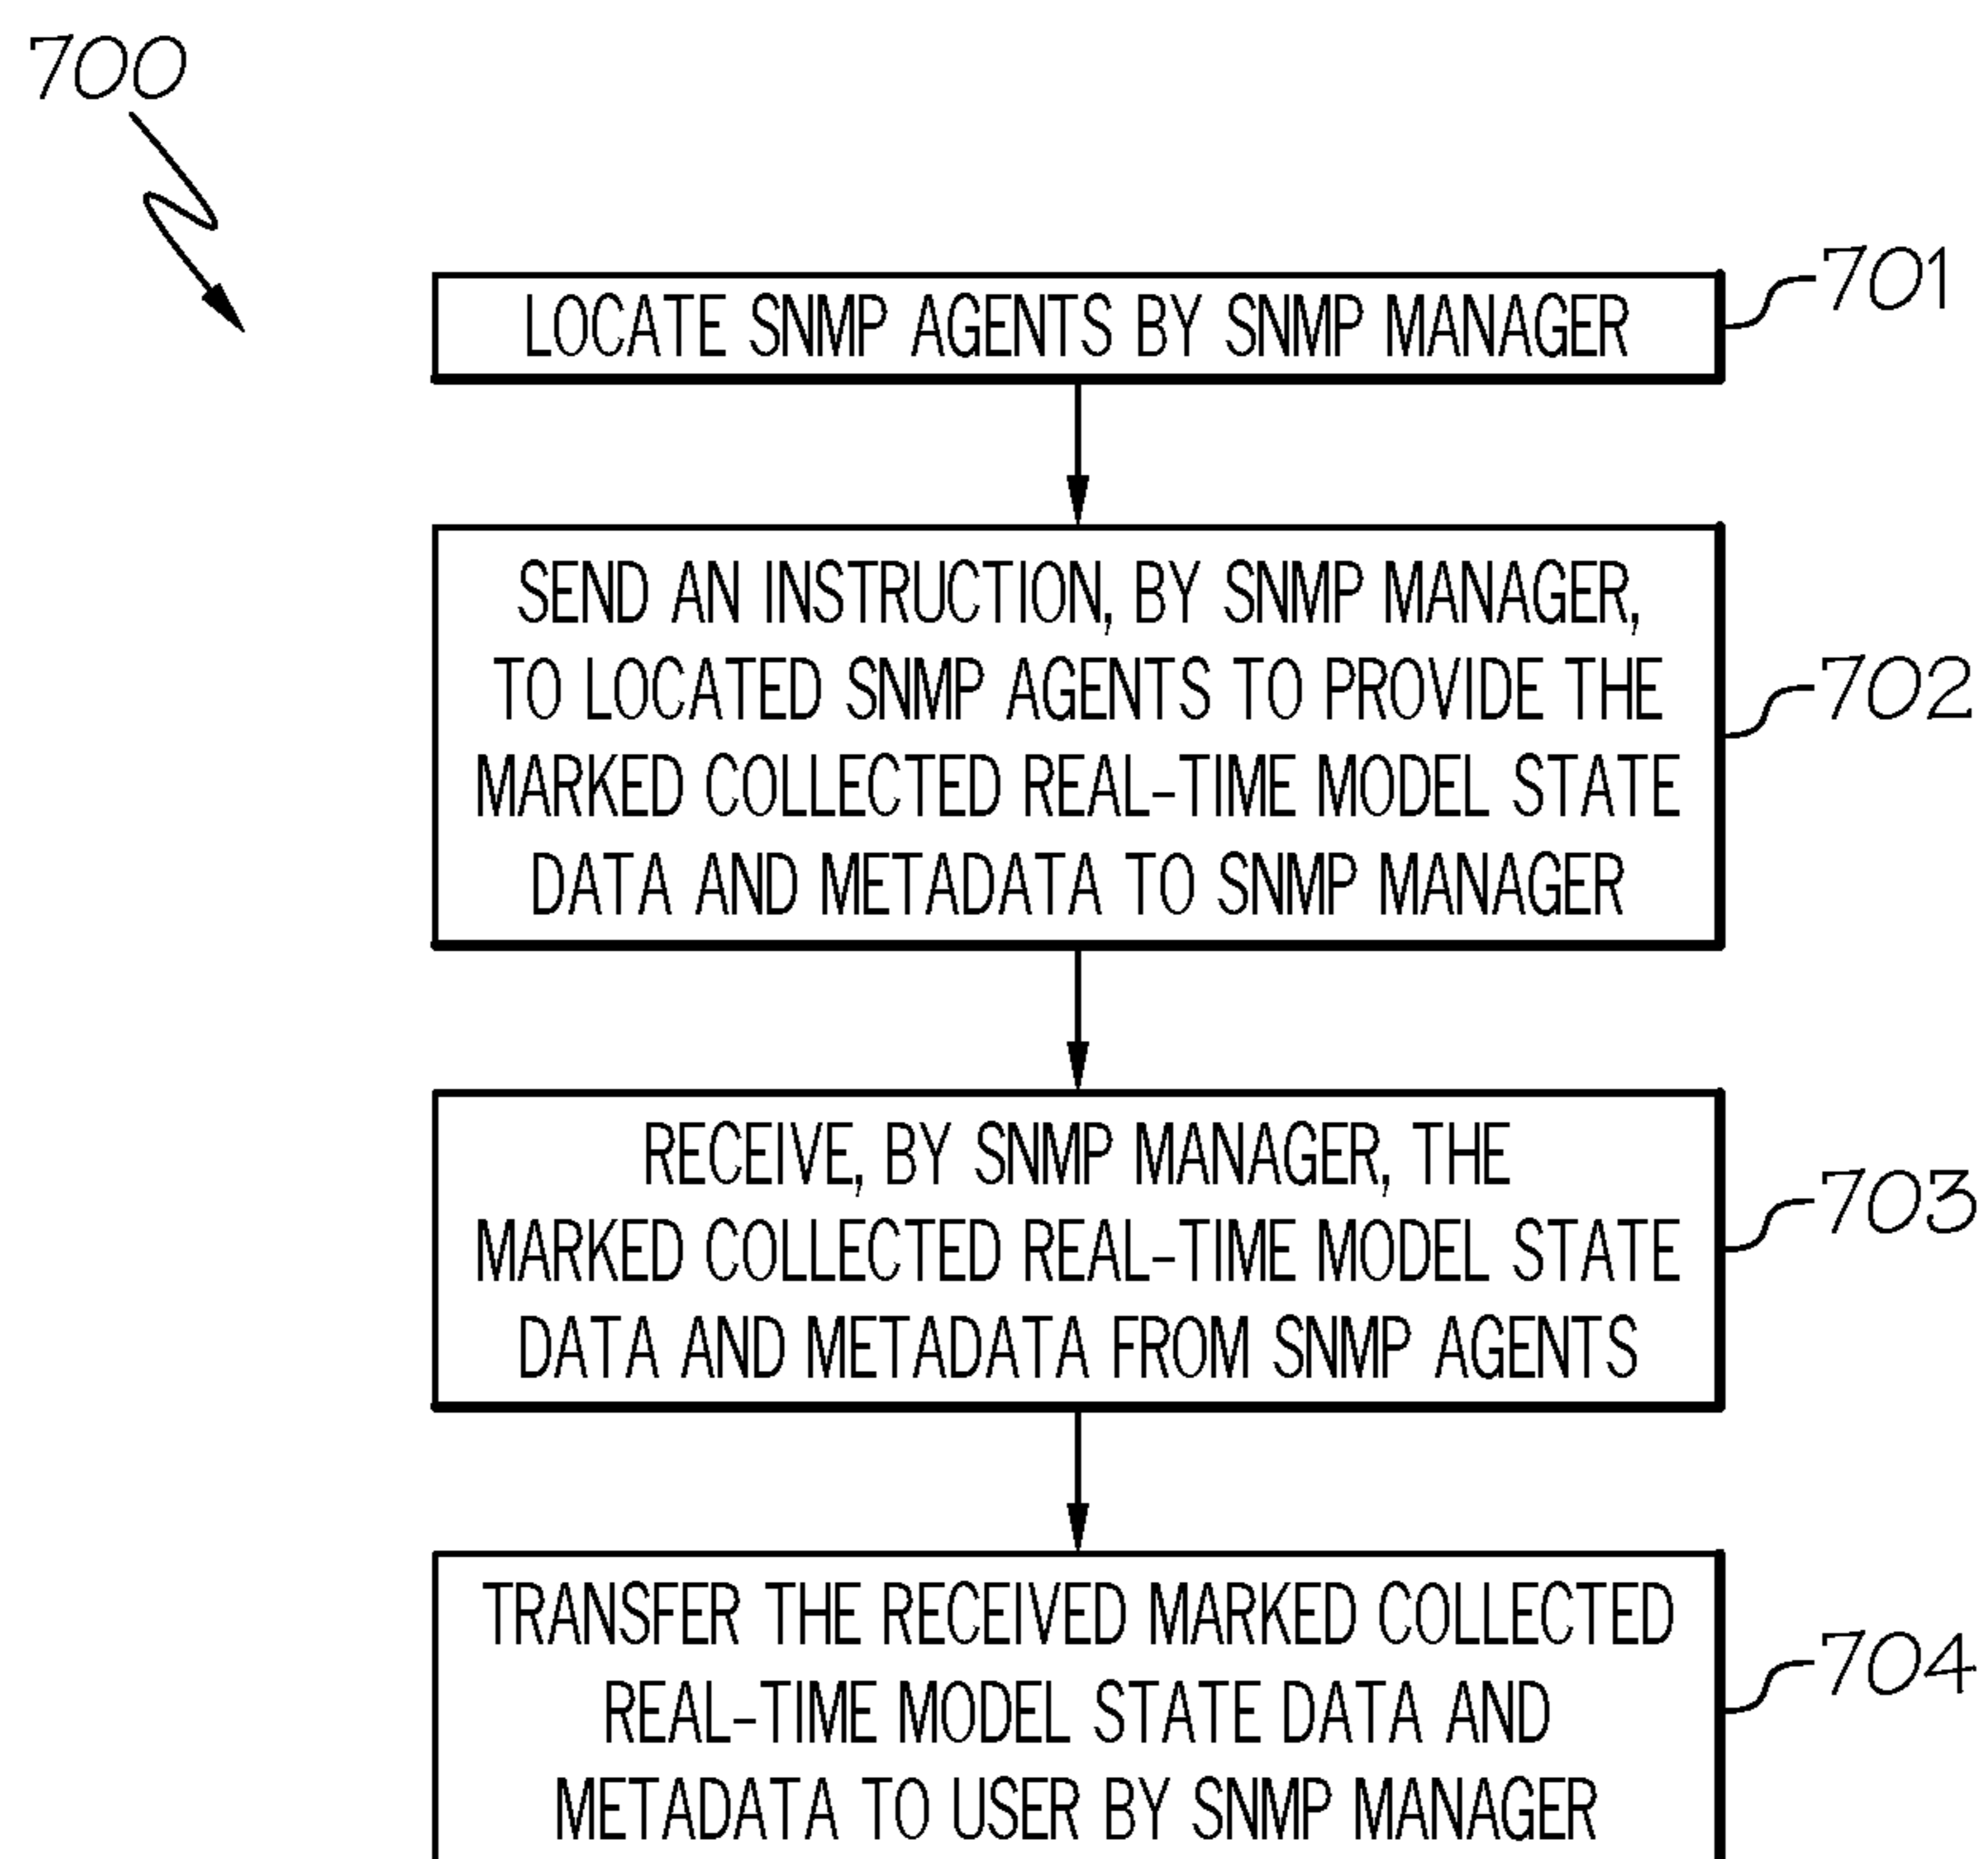 700
LOCATE SNMP AGENTS BY SNMP MANAGER
701
SEND AN INSTRUCTION, BY SNMP MANAGER,
TO LOCATED SNMP AGENTS TO PROVIDE THE
MARKED COLLECTED REAL-TIME MODEL STATE
DATA AND METADATA TO SNMP MANAGER
702
RECEIVE, BY SNMP MANAGER, THE
MARKED COLLECTED REAL-TIME MODEL STATE
DATA AND METADATA FROM SNMP AGENTS
703
TRANSFER THE RECEIVED MARKED COLLECTED
REAL-TIME MODEL STATE DATA AND
METADATA TO USER BY SNMP MANAGER
704